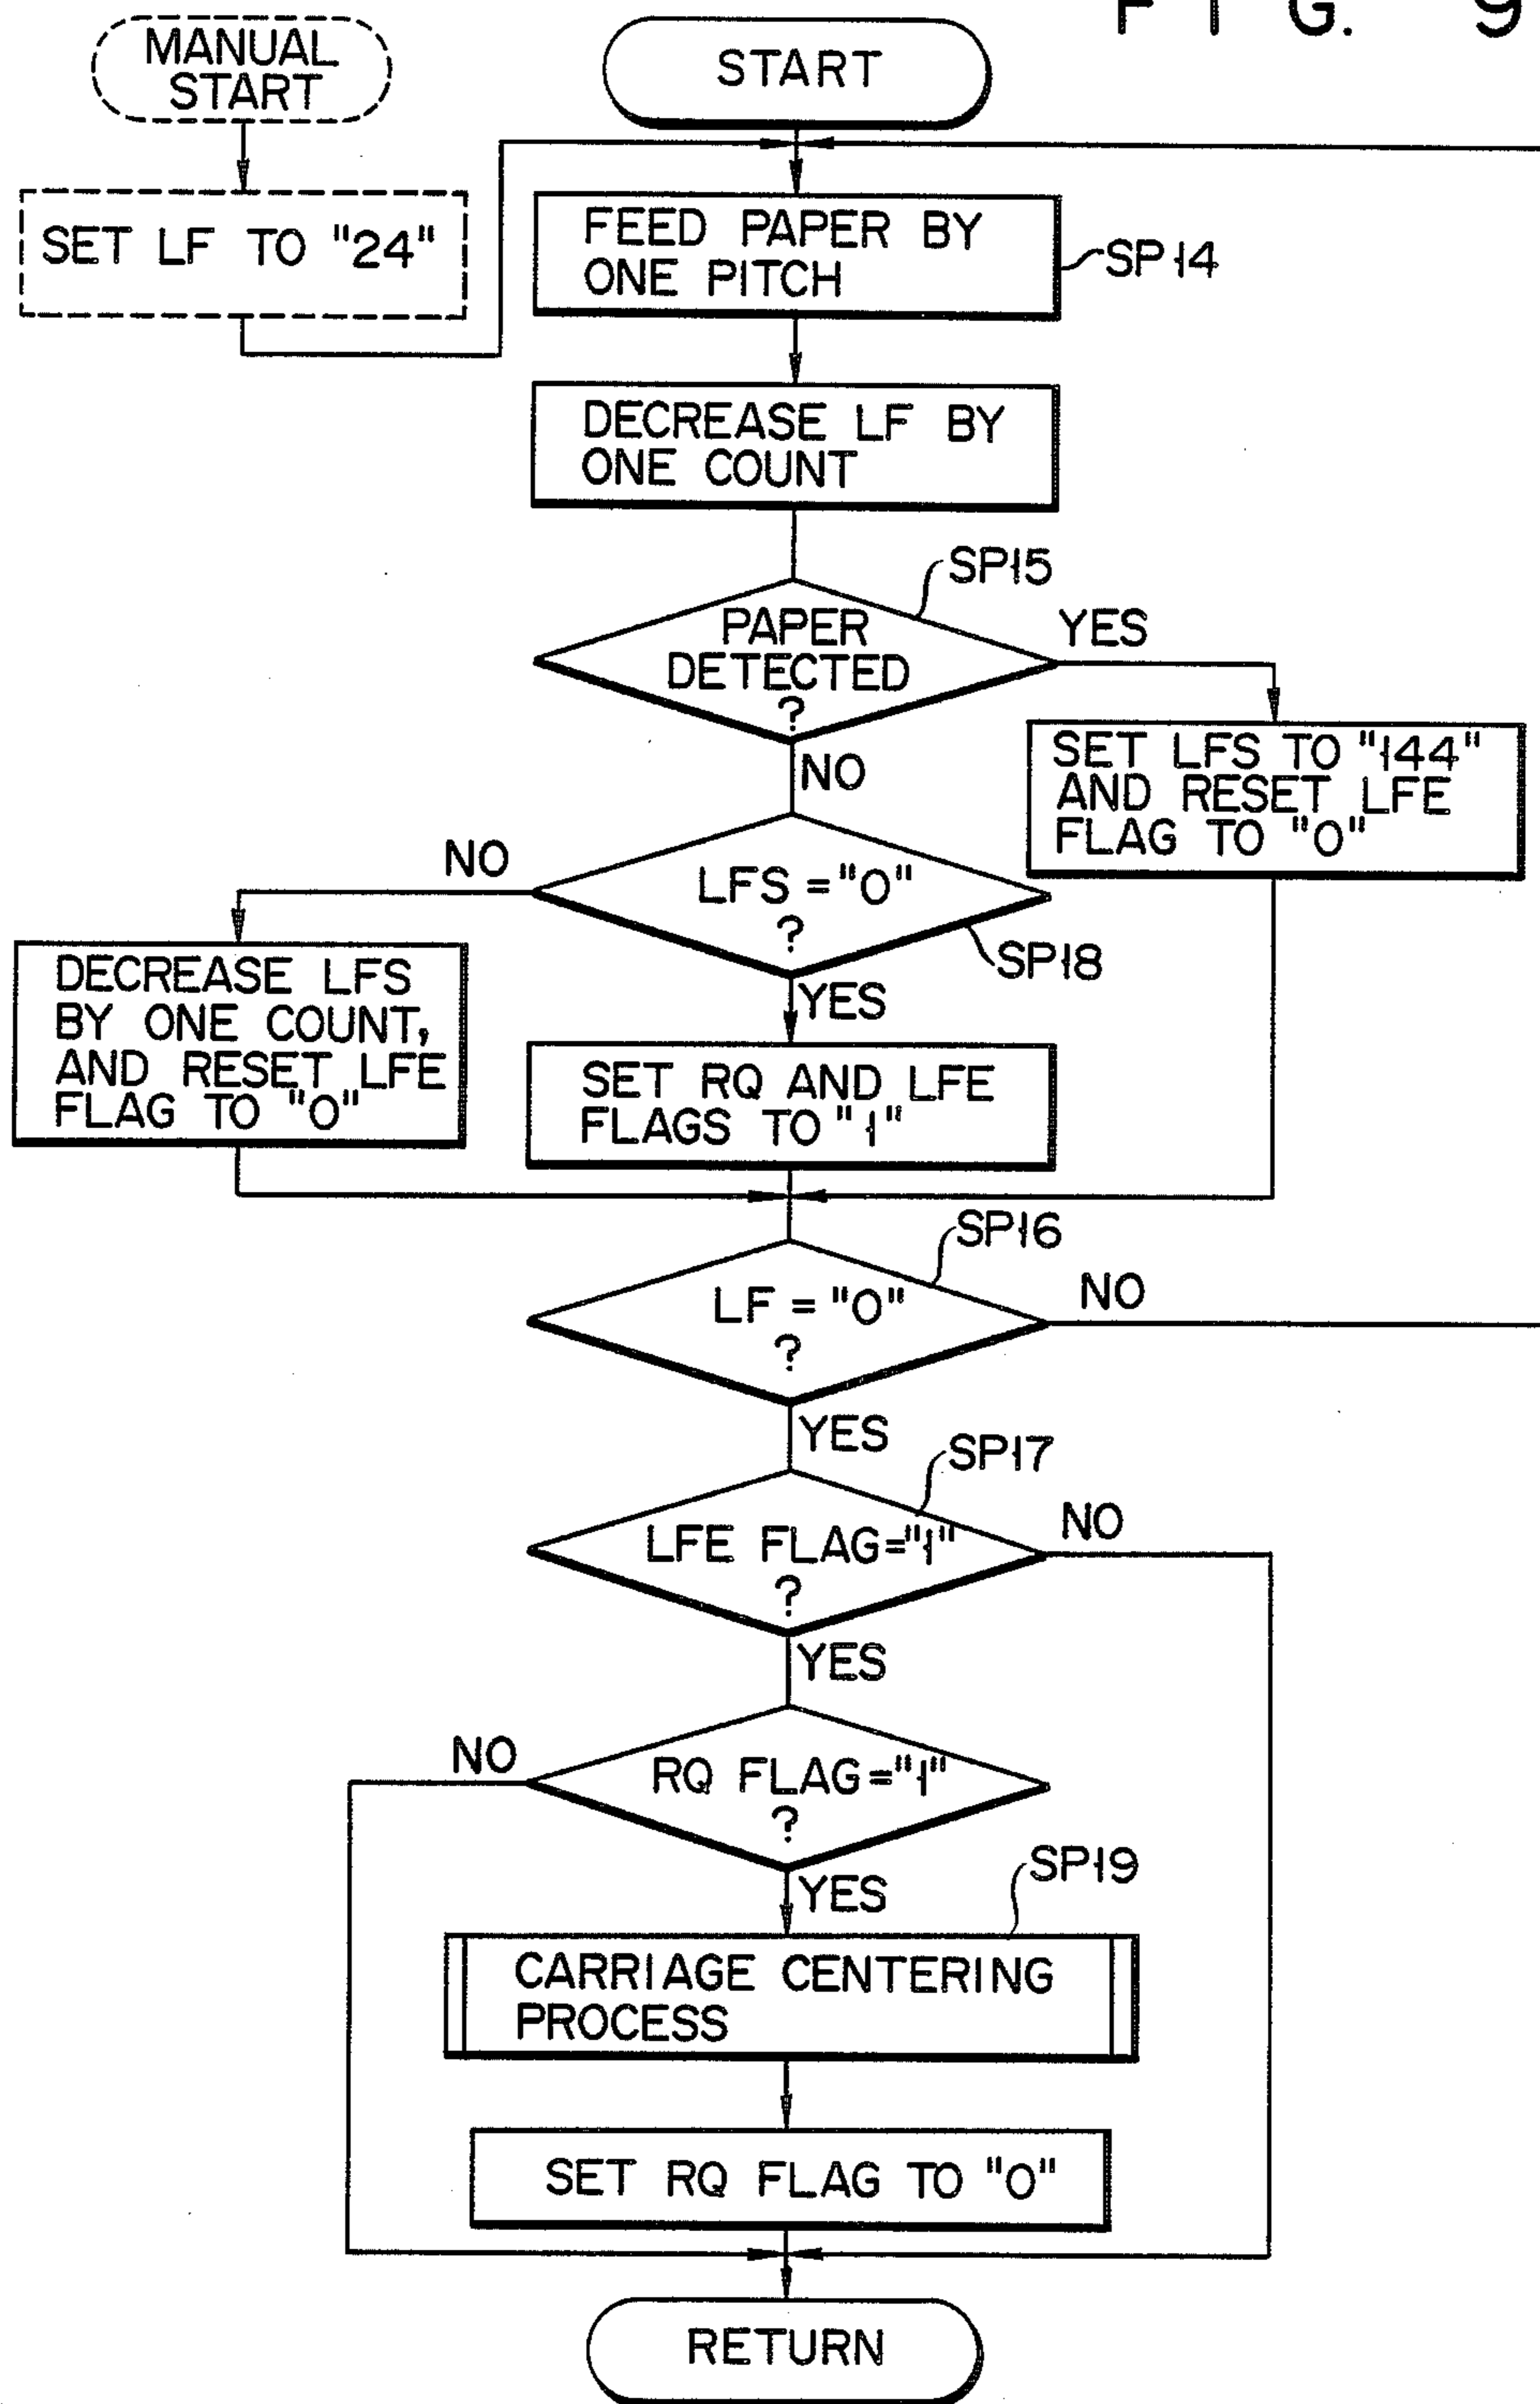 FIG. 9
MANUAL
START
START
SET LF TO "24"
FEED PAPER BY
ONE PITCH
SP14
DECREASE LF BY
ONE COUNT
SP15
PAPER
DETECTED
?
YES
NO
SET LFS TO "144"
AND RESET LFE
FLAG TO "0"
NO
LFS = "0"
?
SP18
YES
DECREASE LFS
BY ONE COUNT,
AND RESET LFE
FLAG TO "0"
SET RQ AND LFE
FLAGS TO "1"
SP16
LF = "0"
?
NO
YES
SP17
LFE FLAG="1"
?
NO
YES
NO
RQ FLAG="1"
?
YES
SP19
CARRIAGE CENTERING
PROCESS
SET RQ FLAG TO "0"
RETURN